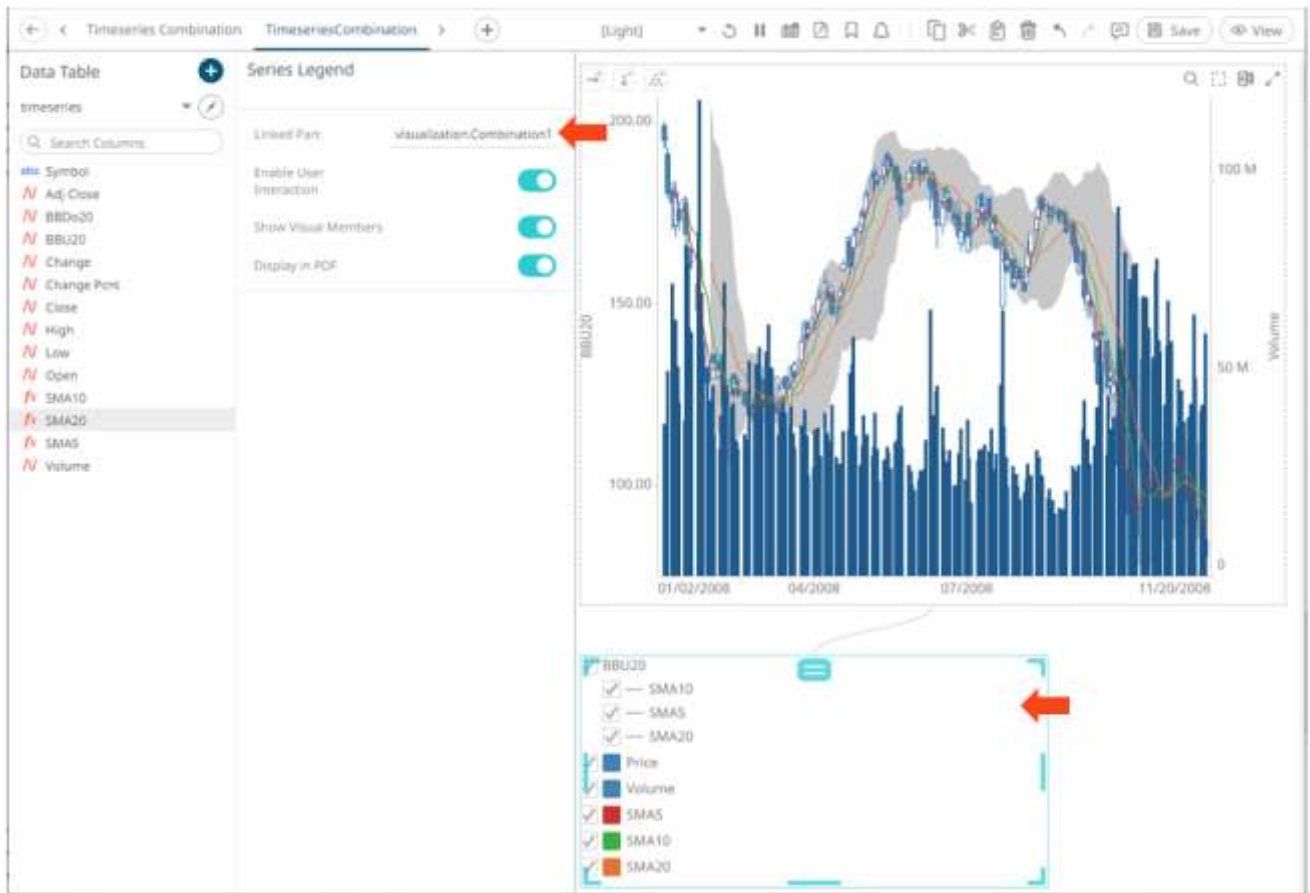 Timeseries Combination
TimeseriesCombination
[Light]
Save
View
Data Table
timeseries
Search Columns
abc Symbol
Adj Close
BBDo20
BBU20
Change
Change Pcnt
Close
High
Low
Open
SMA10
SMA20
SMA5
Volume
Series Legend
Linked Part
visualization.Combination1
Enable User
Interaction
Show Visual Members
Display in PDF
200.00
150.00
100.00
BBU20
100 M
50 M
0
Volume
01/02/2008
04/2008
07/2008
11/20/2008
BBU20
SMA10
SMA5
SMA20
Price
Volume
SMA5
SMA10
SMA20